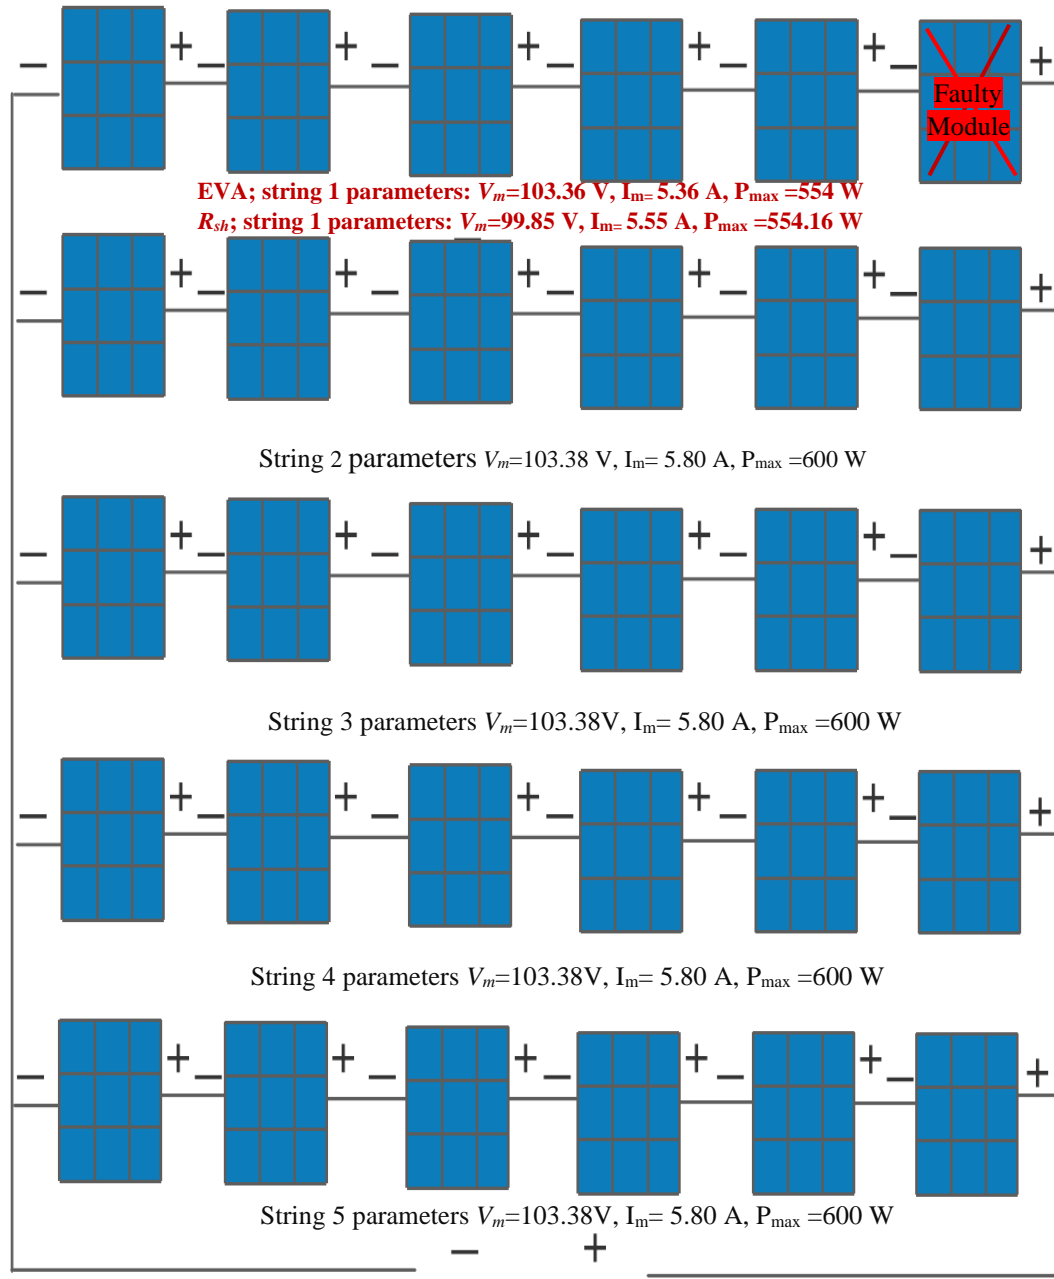 − + − + − + − + − + − +
Faulty
Module
EVA; string 1 parameters: Vm=103.36 V, Im= 5.36 A, Pmax =554 W
Rsh; string 1 parameters: Vm=99.85 V, Im= 5.55 A, Pmax =554.16 W
− + − + − + − + − + − +
String 2 parameters Vm=103.38 V, Im= 5.80 A, Pmax =600 W
− + − + − + − + − + − +
String 3 parameters Vm=103.38V, Im= 5.80 A, Pmax =600 W
− + − + − + − + − + − +
String 4 parameters Vm=103.38V, Im= 5.80 A, Pmax =600 W
− + − + − + − + − + − +
String 5 parameters Vm=103.38V, Im= 5.80 A, Pmax =600 W
− +